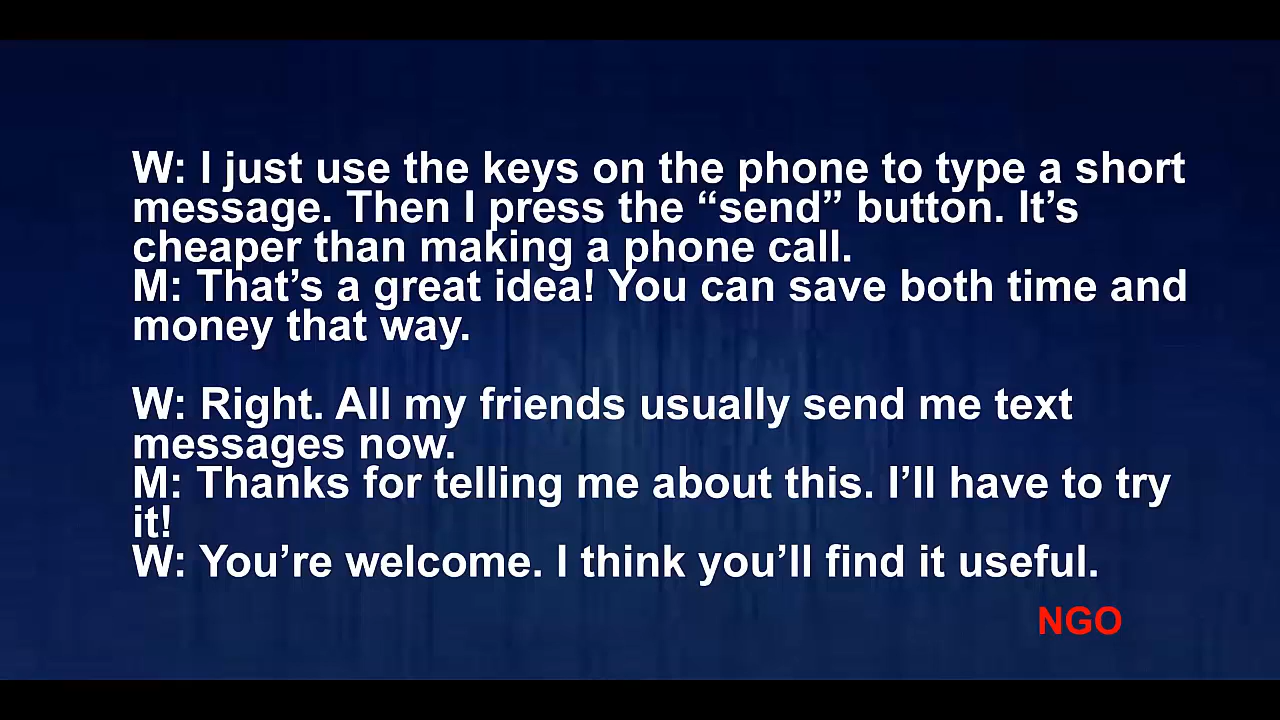 W: I just use the keys on the phone to type a short
message. Then I press the “send” button. It’s
cheaper than making a phone call.
M: That’s a great idea! You can save both time and
money that way.
W: Right. All my friends usually send me text
messages now.
M: Thanks for telling me about this. I’ll have to try
it!
W: You’re welcome. I think you’ll find it useful.
NGO